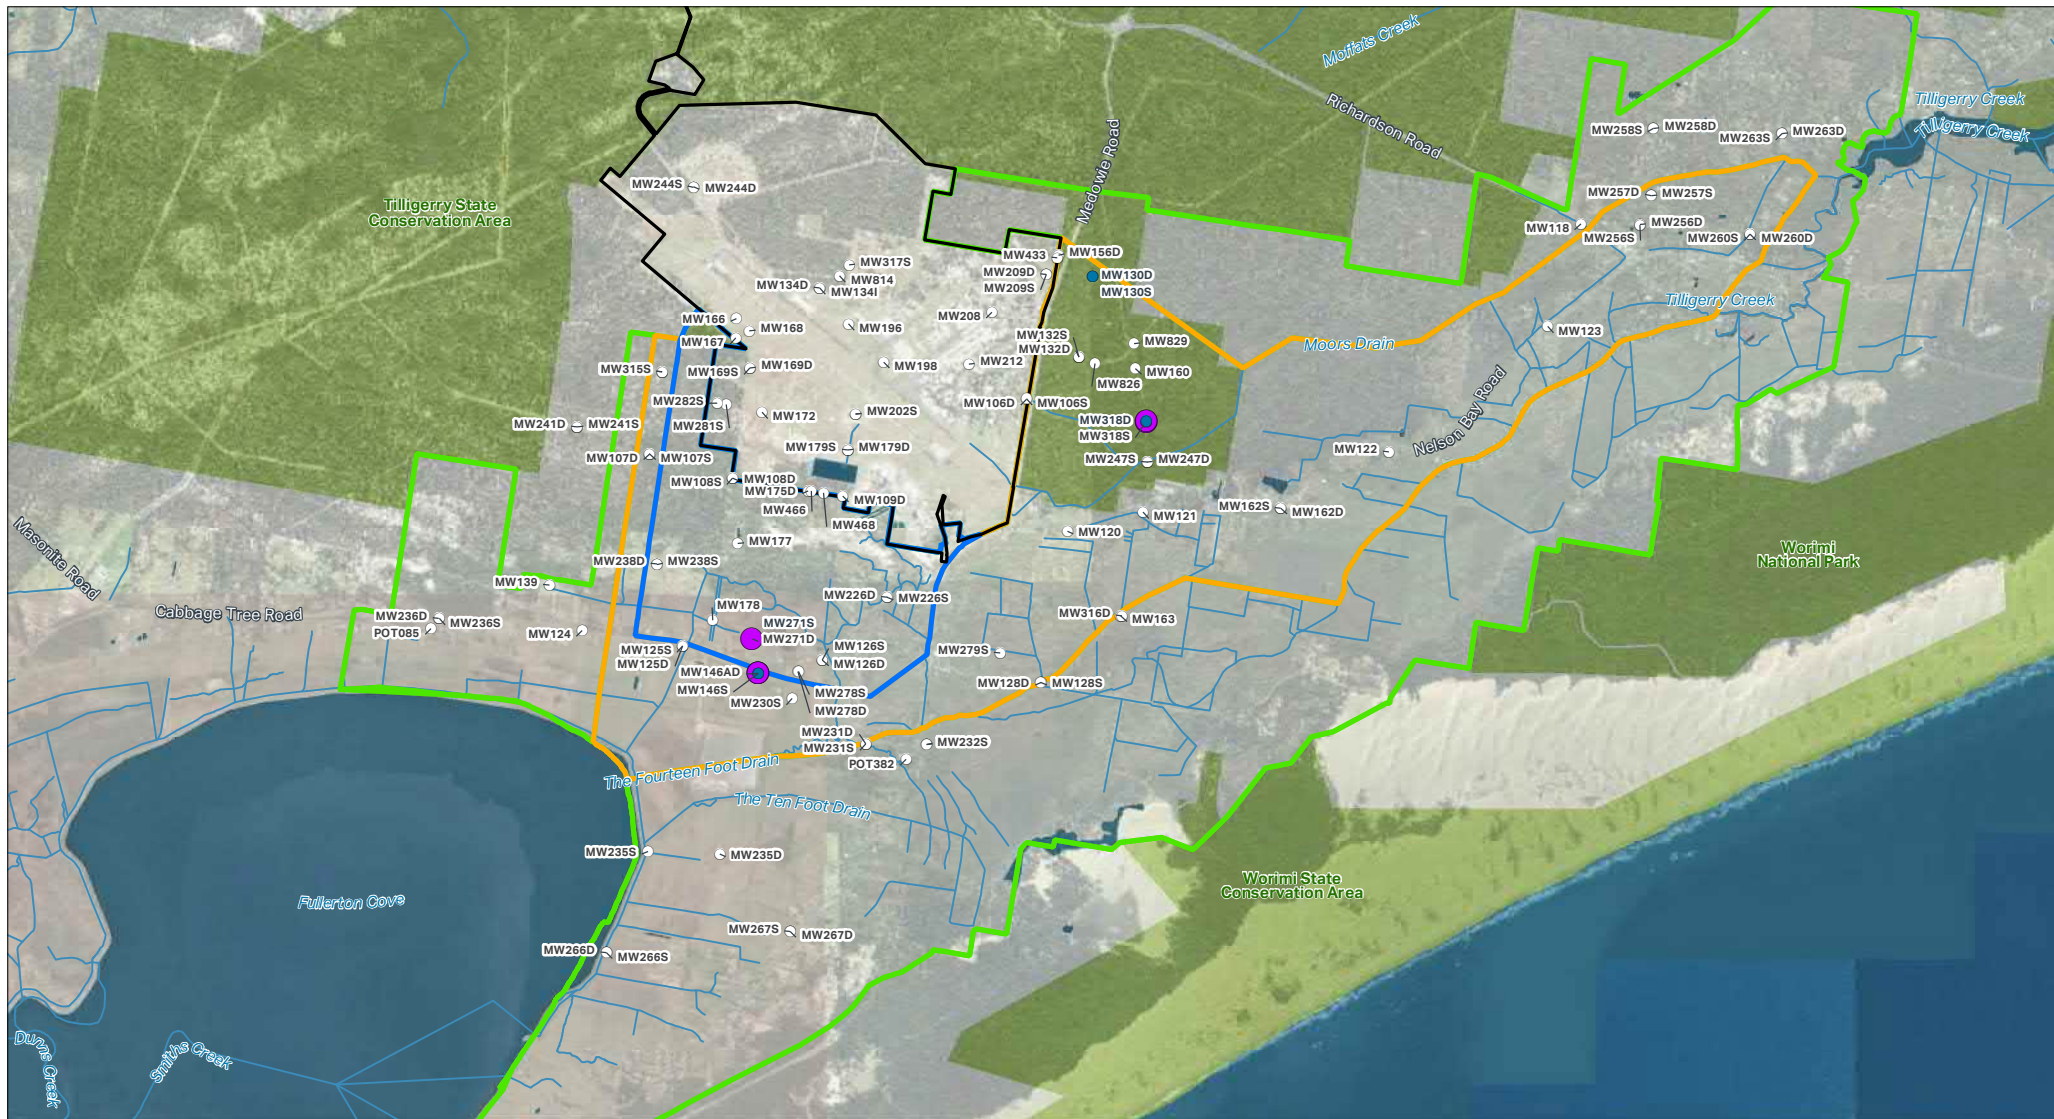 Moffats Creek
Richardson Road
Tilligerry Creek
Tilligerry Creek
MW258S
MW258D
MW263S
MW263D
Medowie Road
MW244S
MW244D
Tilligerry State
Conservation Area
MW257D
MW257S
MW118
MW256D
MW256S
MW260S
MW260D
MW433
MW156D
MW317S
MW814
MW134D
MW134I
MW209D
MW209S
MW130D
MW130S
Tilligerry Creek
MW166
MW168
MW167
MW196
MW208
MW132S
MW132D
MW829
MW123
Moors Drain
MW315S
MW169S
MW169D
MW198
MW212
MW826
MW160
MW282S
MW281S
MW172
MW202S
MW106D
MW106S
MW318D
MW318S
Nelson Bay Road
MW241D
MW241S
MW107D
MW107S
MW179S
MW179D
MW247S
MW247D
MW122
MW108S
MW108D
MW175D
MW466
MW468
MW109D
MW121
MW162S
MW162D
MW120
MW177
Masonite Road
Worimi
National Park
MW238D
MW238S
MW139
MW226D
MW226S
Cabbage Tree Road
MW236D
MW236S
POT085
MW124
MW178
MW271S
MW271D
MW316D
MW163
MW125S
MW125D
MW126S
MW126D
MW279S
MW146AD
MW146S
MW278S
MW278D
MW230S
MW128D
MW128S
MW231D
MW231S
MW232S
POT382
The Fourteen Foot Drain
The Ten Foot Drain
MW235S
MW235D
Worimi State
Conservation Area
Fullerton Cove
MW267S
MW267D
MW266D
MW266S
Smiths Creek
Dunns Creek